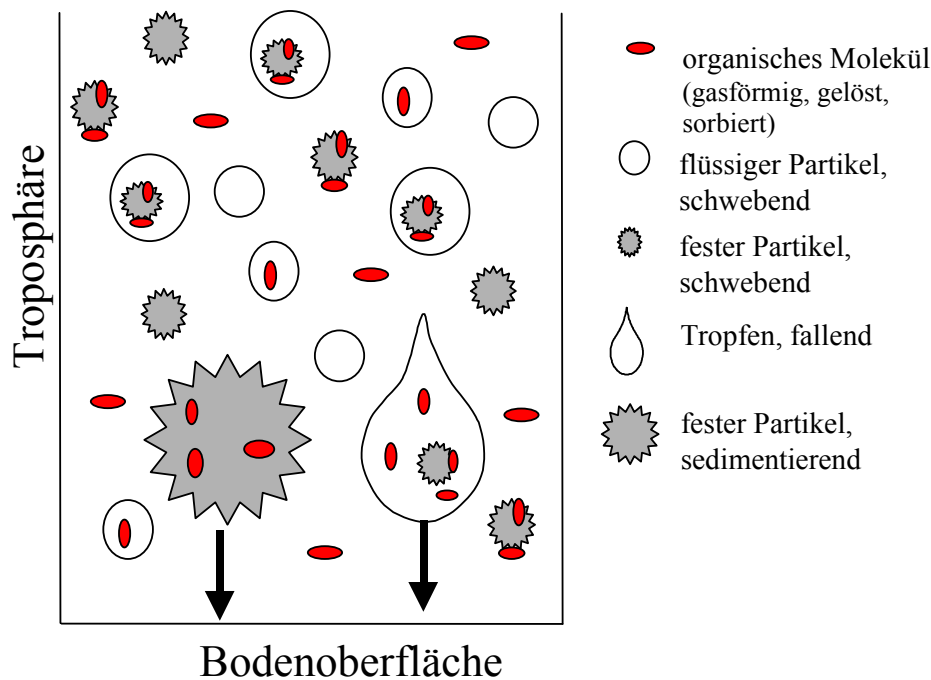 Troposphäre
organisches Molekül
(gasförmig, gelöst,
sorbiert)
flüssiger Partikel,
schwebend
fester Partikel,
schwebend
Tropfen, fallend
fester Partikel,
sedimentierend
Bodenoberfläche